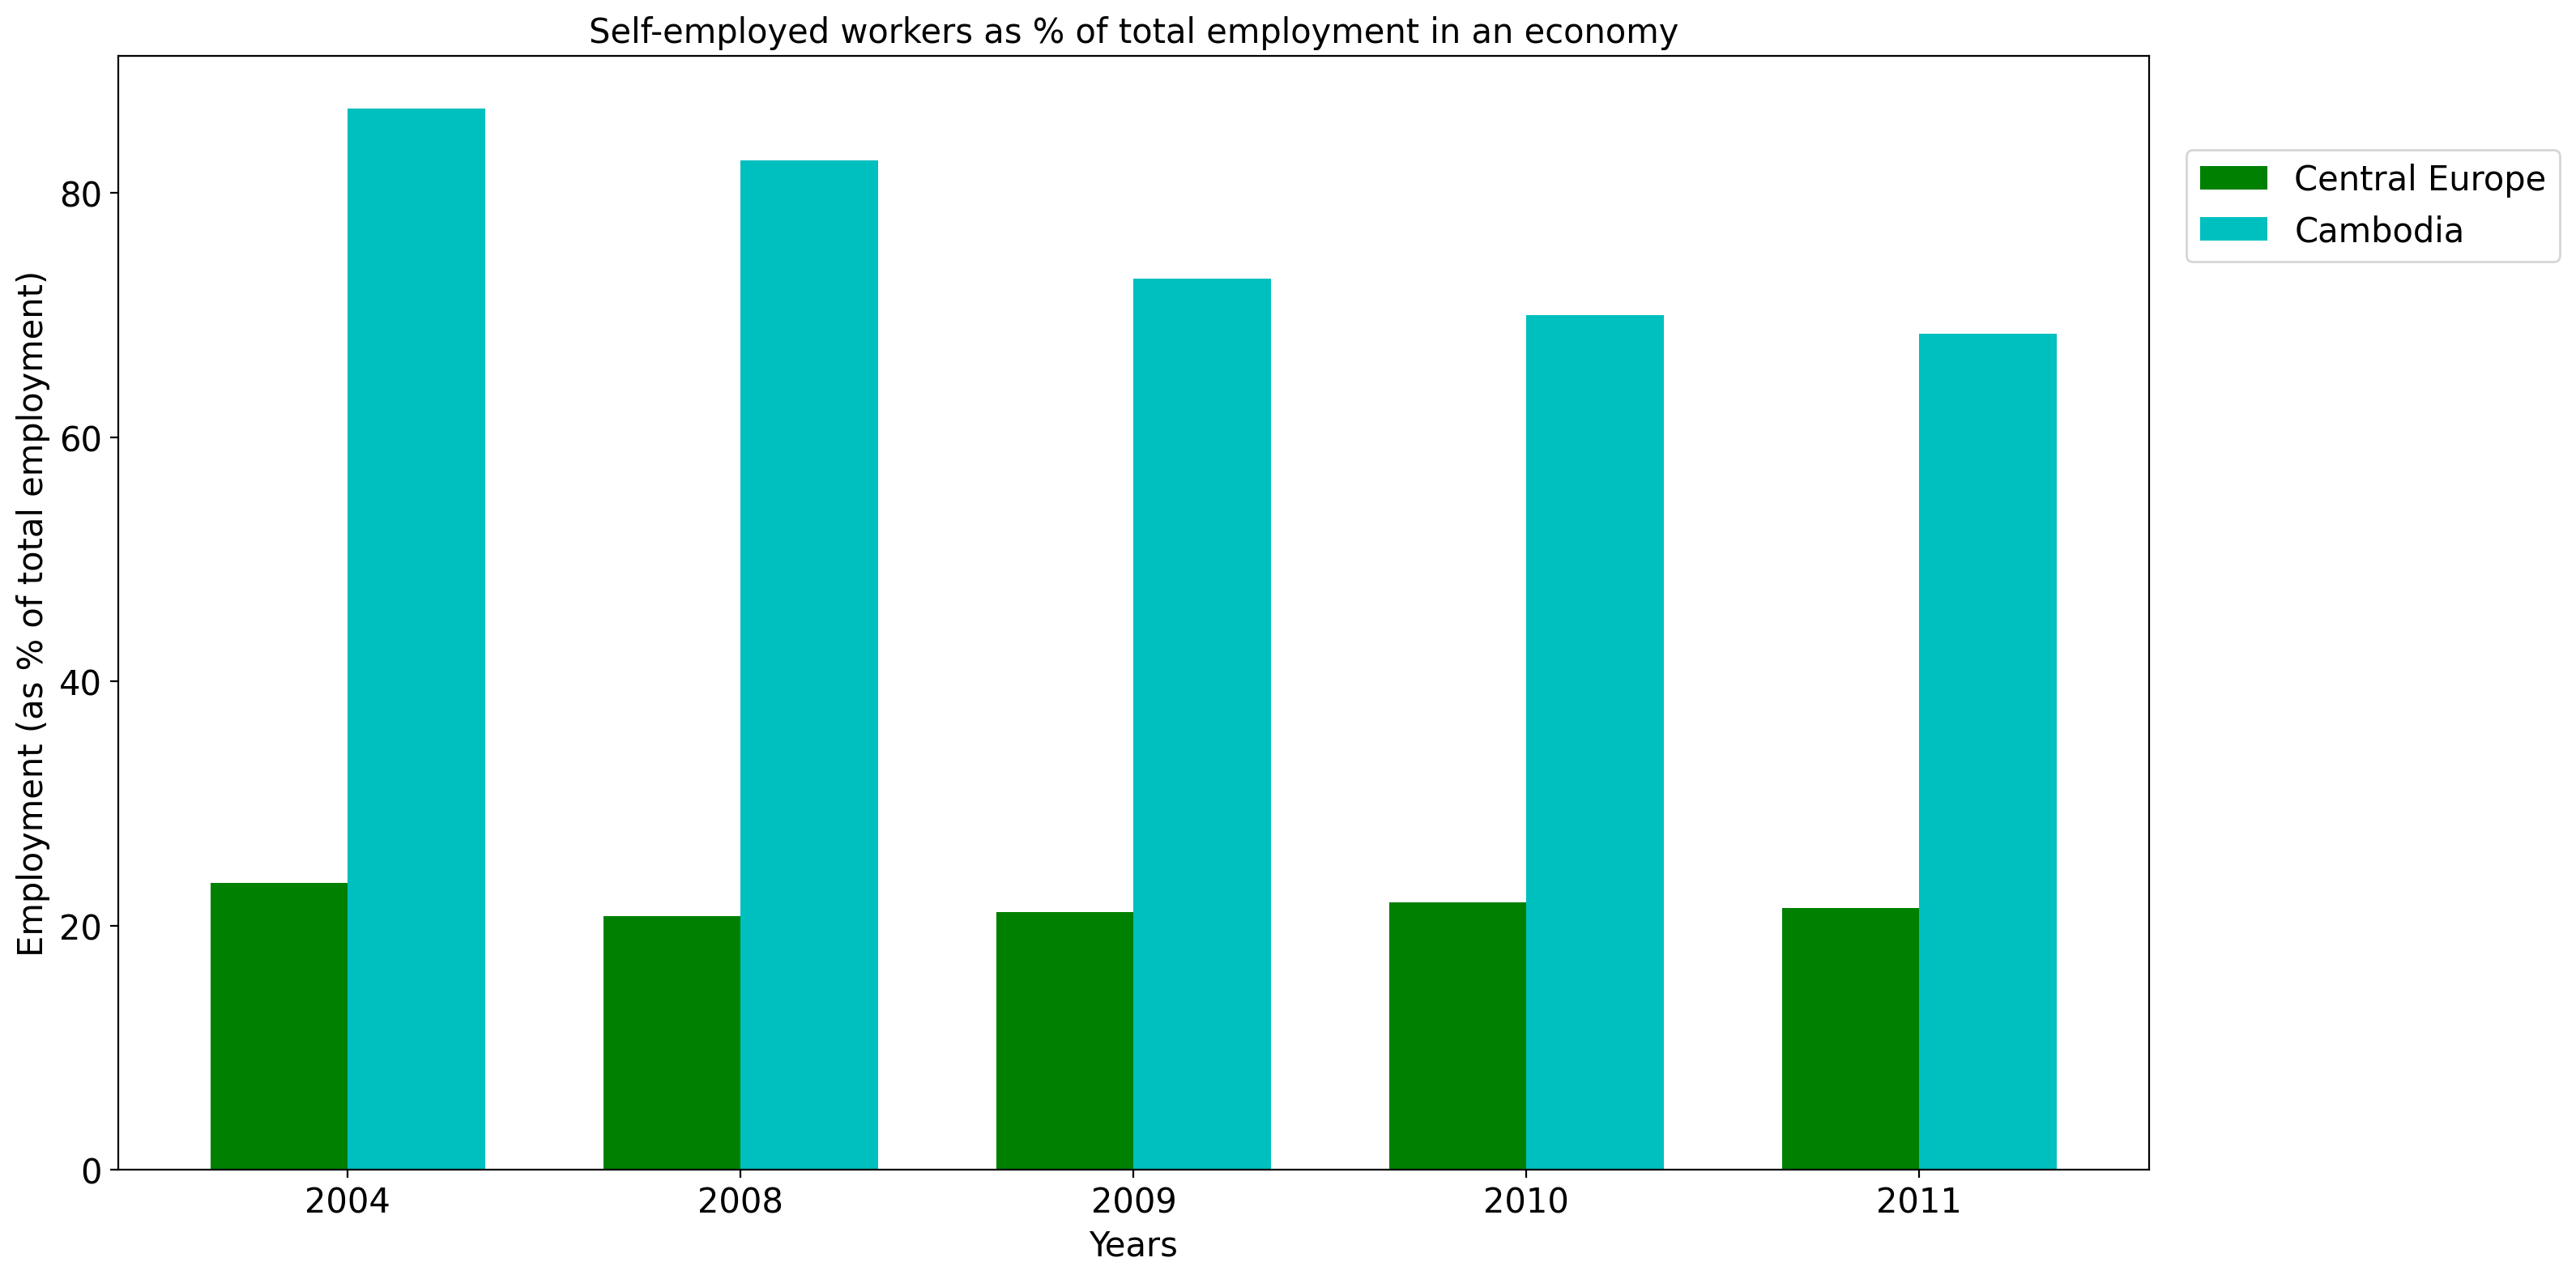 Self-employed workers as % of total employment in an economy
Employment (as % of total employment)
80
60
40
20
0
2004 2008 2009 2010 2011
Years
Central Europe
Cambodia